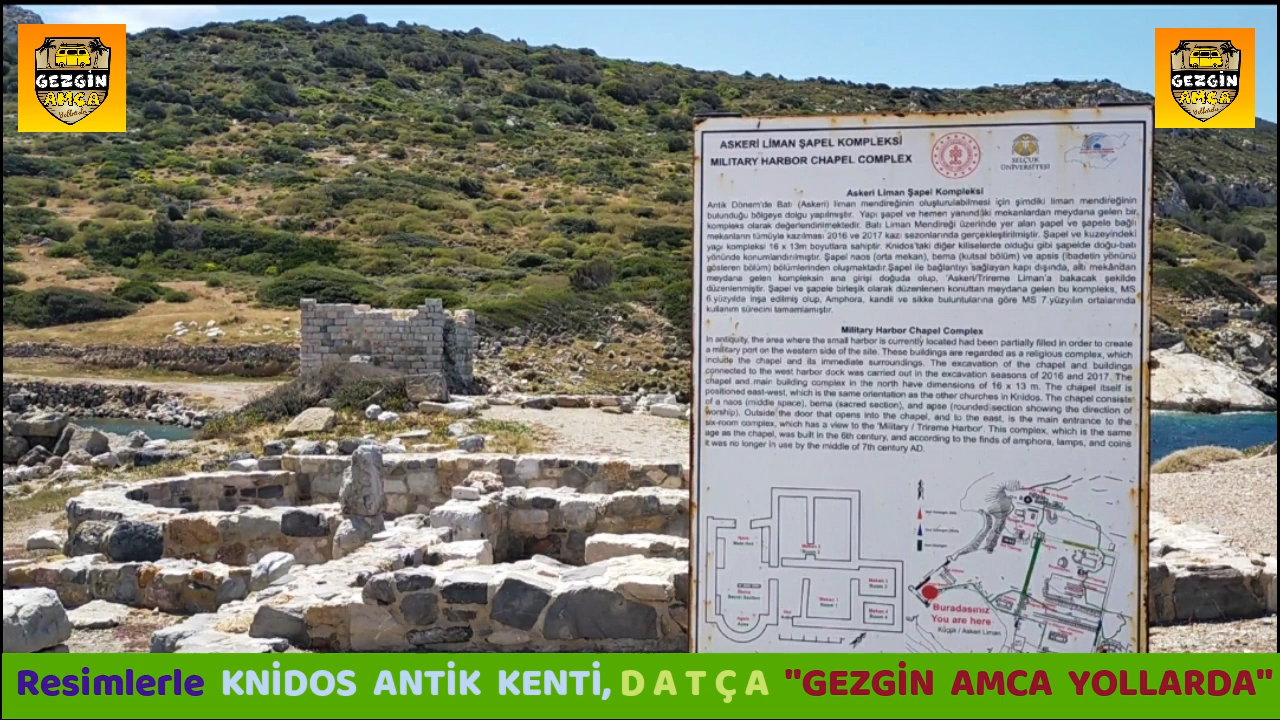 GEZGİN
AMÇA
Yollarda
GEZGİN
AMÇA
Yollarda
ASKERİ LİMAN ŞAPEL KOMPLEKSİ
MILITARY HARBOR CHAPEL COMPLEX
SELÇUK
ÜNİVERSİTESİ
Askeri Liman Şapel Kompleksi
Antik Dönem'de Batı (Askeri) liman mendireğinin oluşturulabilmesi için şimdiki liman mendireğinin
bulunduğu bölgeye dolgu yapılmıştır. Yapı şapel ve hemen yanındaki mekanlardan meydana gelen bir
kompleks olarak değerlendirilmektedir. Batı Liman Mendireği üzerinde yer alan şapel ve şapele bağlı
mekanların tümüyle kazılması 2016 ve 2017 kazı sezonlarında gerçekleştirilmiştir. Şapel ve kuzeyindeki
yapı kompleksi 16 x 13m boyutlara sahiptir. Knidos'taki diğer kiliselerde olduğu gibi şapelde doğu-batı
yönünde konumlandırılmıştır. Şapel naos (orta mekan), bema (kutsal bölüm) ve apsis (ibadetin yönünü
gösteren bölüm) bölümlerinden oluşmaktadır.Şapel ile bağlantıyı sağlayan kapı dışında, altı mekândan
meydana gelen kompleksin ana girişi doğuda olup, 'Askeri/Trireme Liman'a bakacak şekilde
düzenlenmiştir. Şapel ve şapele birleşik olarak düzenlenen konuttan meydana gelen bu kompleks, MS
6.yüzyılda inşa edilmiş olup, Amphora, kandil ve sikke buluntularına göre MS 7.yüzyılın ortalarında
kullanım sürecini tamamlamıştır.
Military Harbor Chapel Complex
In antiquity, the area where the small harbor is currently located had been partially filled in order to create
a military port on the western side of the site. These buildings are regarded as a religious complex, which
include the chapel and its immediate surroundings. The excavation of the chapel and buildings
connected to the west harbor dock was carried out in the excavation seasons of 2016 and 2017. The
chapel and main building complex in the north have dimensions of 16 x 13 m. The chapel itself is
positioned east-west, which is the same orientation as the other churches in Knidos. The chapel consists
of a naos (middle space), bema (sacred section), and apse (rounded section showing the direction of
worship). Outside the door that opens into the chapel, and to the east, is the main entrance to the
six-room complex, which has a view to the 'Military / Trireme Harbor'. This complex, which is the same
age as the chapel, was built in the 6th century, and according to the finds of amphora, lamps, and coins
it was no longer in use by the middle of 7th century AD.
Buradasınız
You are here
Küçük / Askeri Liman
Resimlerle KNİDOS ANTİK KENTİ, DATÇA "GEZGİN AMCA YOLLARDA"